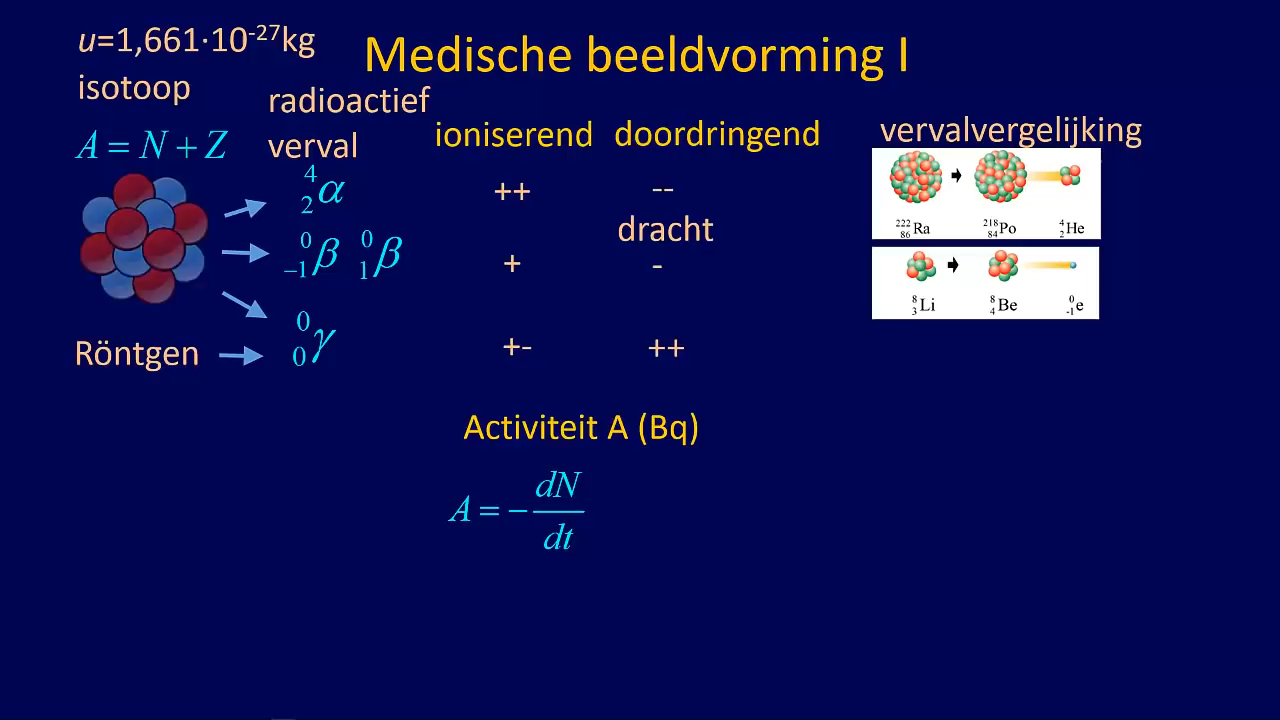 u=1,661·10⁻²⁷kg
Medische beeldvorming I
isotoop
radioactief
verval
ioniserend doordringend
vervalvergelijking
A = N + Z
⁴₂α ++ --
dracht
⁰₋₁β ⁰₁β + -
⁰₀γ +- ++
Röntgen
²²²₈₆Ra ²¹⁸₈₄Po ⁴₂He
⁸₃Li ⁸₄Be ⁰₋₁e
Activiteit A (Bq)
A = - dN/dt